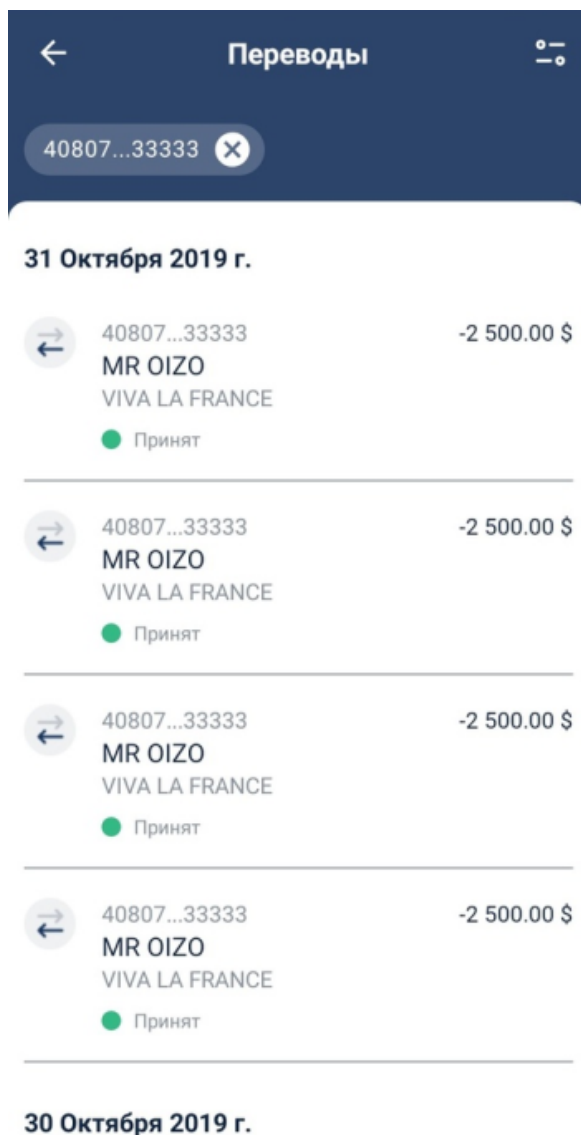 Переводы
40807...33333
31 Октября 2019 г.
40807...33333 -2 500.00 $
MR OIZO
VIVA LA FRANCE
Принят
40807...33333 -2 500.00 $
MR OIZO
VIVA LA FRANCE
Принят
40807...33333 -2 500.00 $
MR OIZO
VIVA LA FRANCE
Принят
40807...33333 -2 500.00 $
MR OIZO
VIVA LA FRANCE
Принят
30 Октября 2019 г.